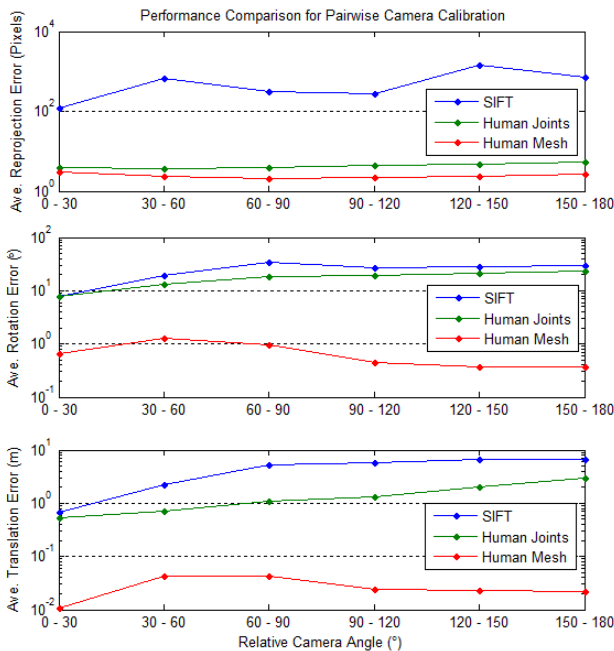 Performance Comparison for Pairwise Camera Calibration
Ave. Reprojection Error (Pixels)
10^4
10^2
10^0
SIFT
Human Joints
Human Mesh
0 - 30 30 - 60 60 - 90 90 - 120 120 - 150 150 - 180
Ave. Rotation Error (º)
10^2
10^1
10^0
10^-1
SIFT
Human Joints
Human Mesh
0 - 30 30 - 60 60 - 90 90 - 120 120 - 150 150 - 180
Ave. Translation Error (m)
10^1
10^0
10^-1
10^-2
SIFT
Human Joints
Human Mesh
0 - 30 30 - 60 60 - 90 90 - 120 120 - 150 150 - 180
Relative Camera Angle (°)